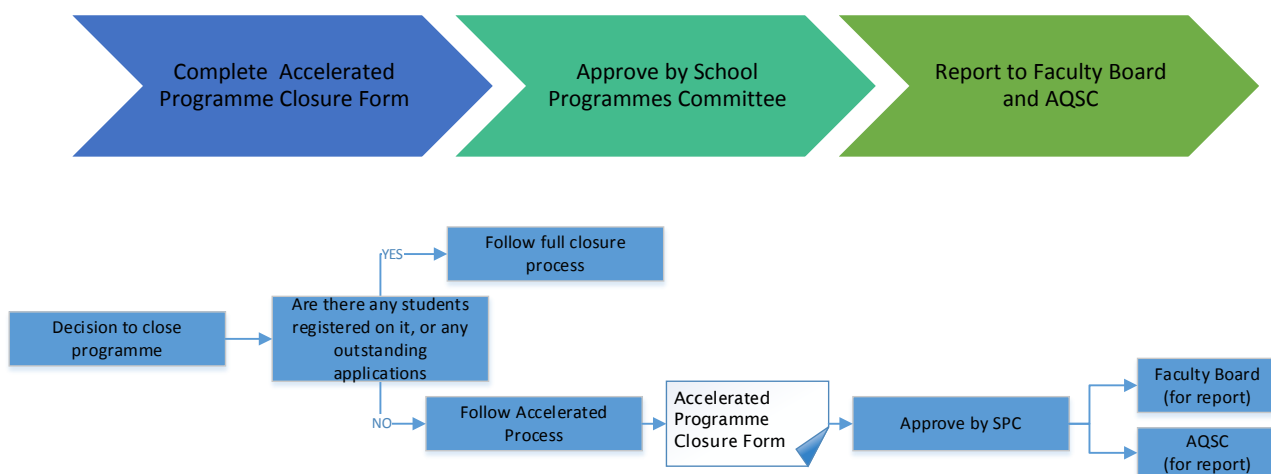 Complete Accelerated
Programme Closure Form
Approve by School
Programmes Committee
Report to Faculty Board
and AQSC
Decision to close
programme
Are there any students
registered on it, or any
outstanding
applications
YES
Follow full closure
process
NO
Follow Accelerated
Process
Accelerated
Programme
Closure Form
Approve by SPC
Faculty Board
(for report)
AQSC
(for report)